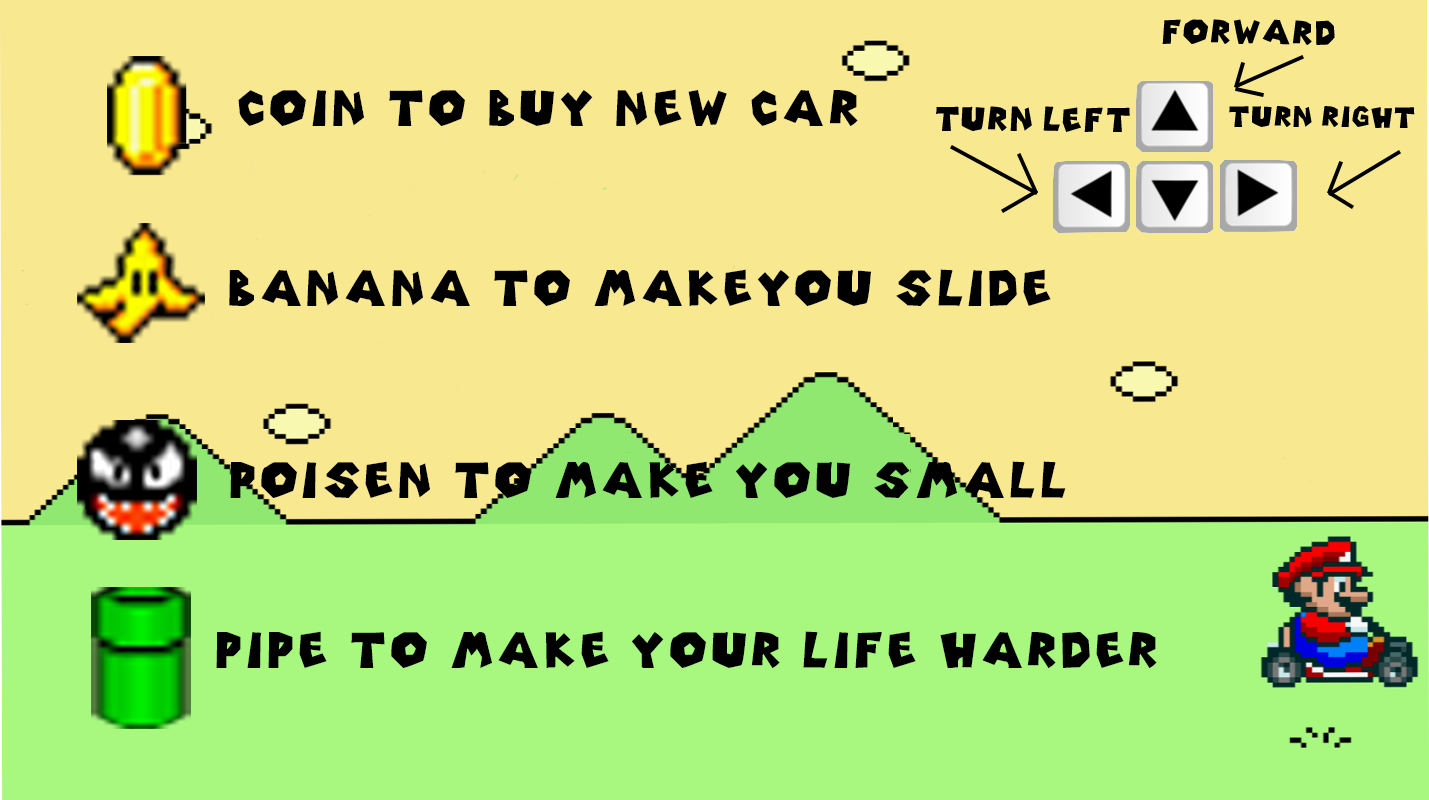 FORWARD
COIN TO BUY NEW CAR
TURN LEFT
TURN RIGHT
BANANA TO MAKEYOU SLIDE
POISEN TO MAKE YOU SMALL
PIPE TO MAKE YOUR LIFE HARDER